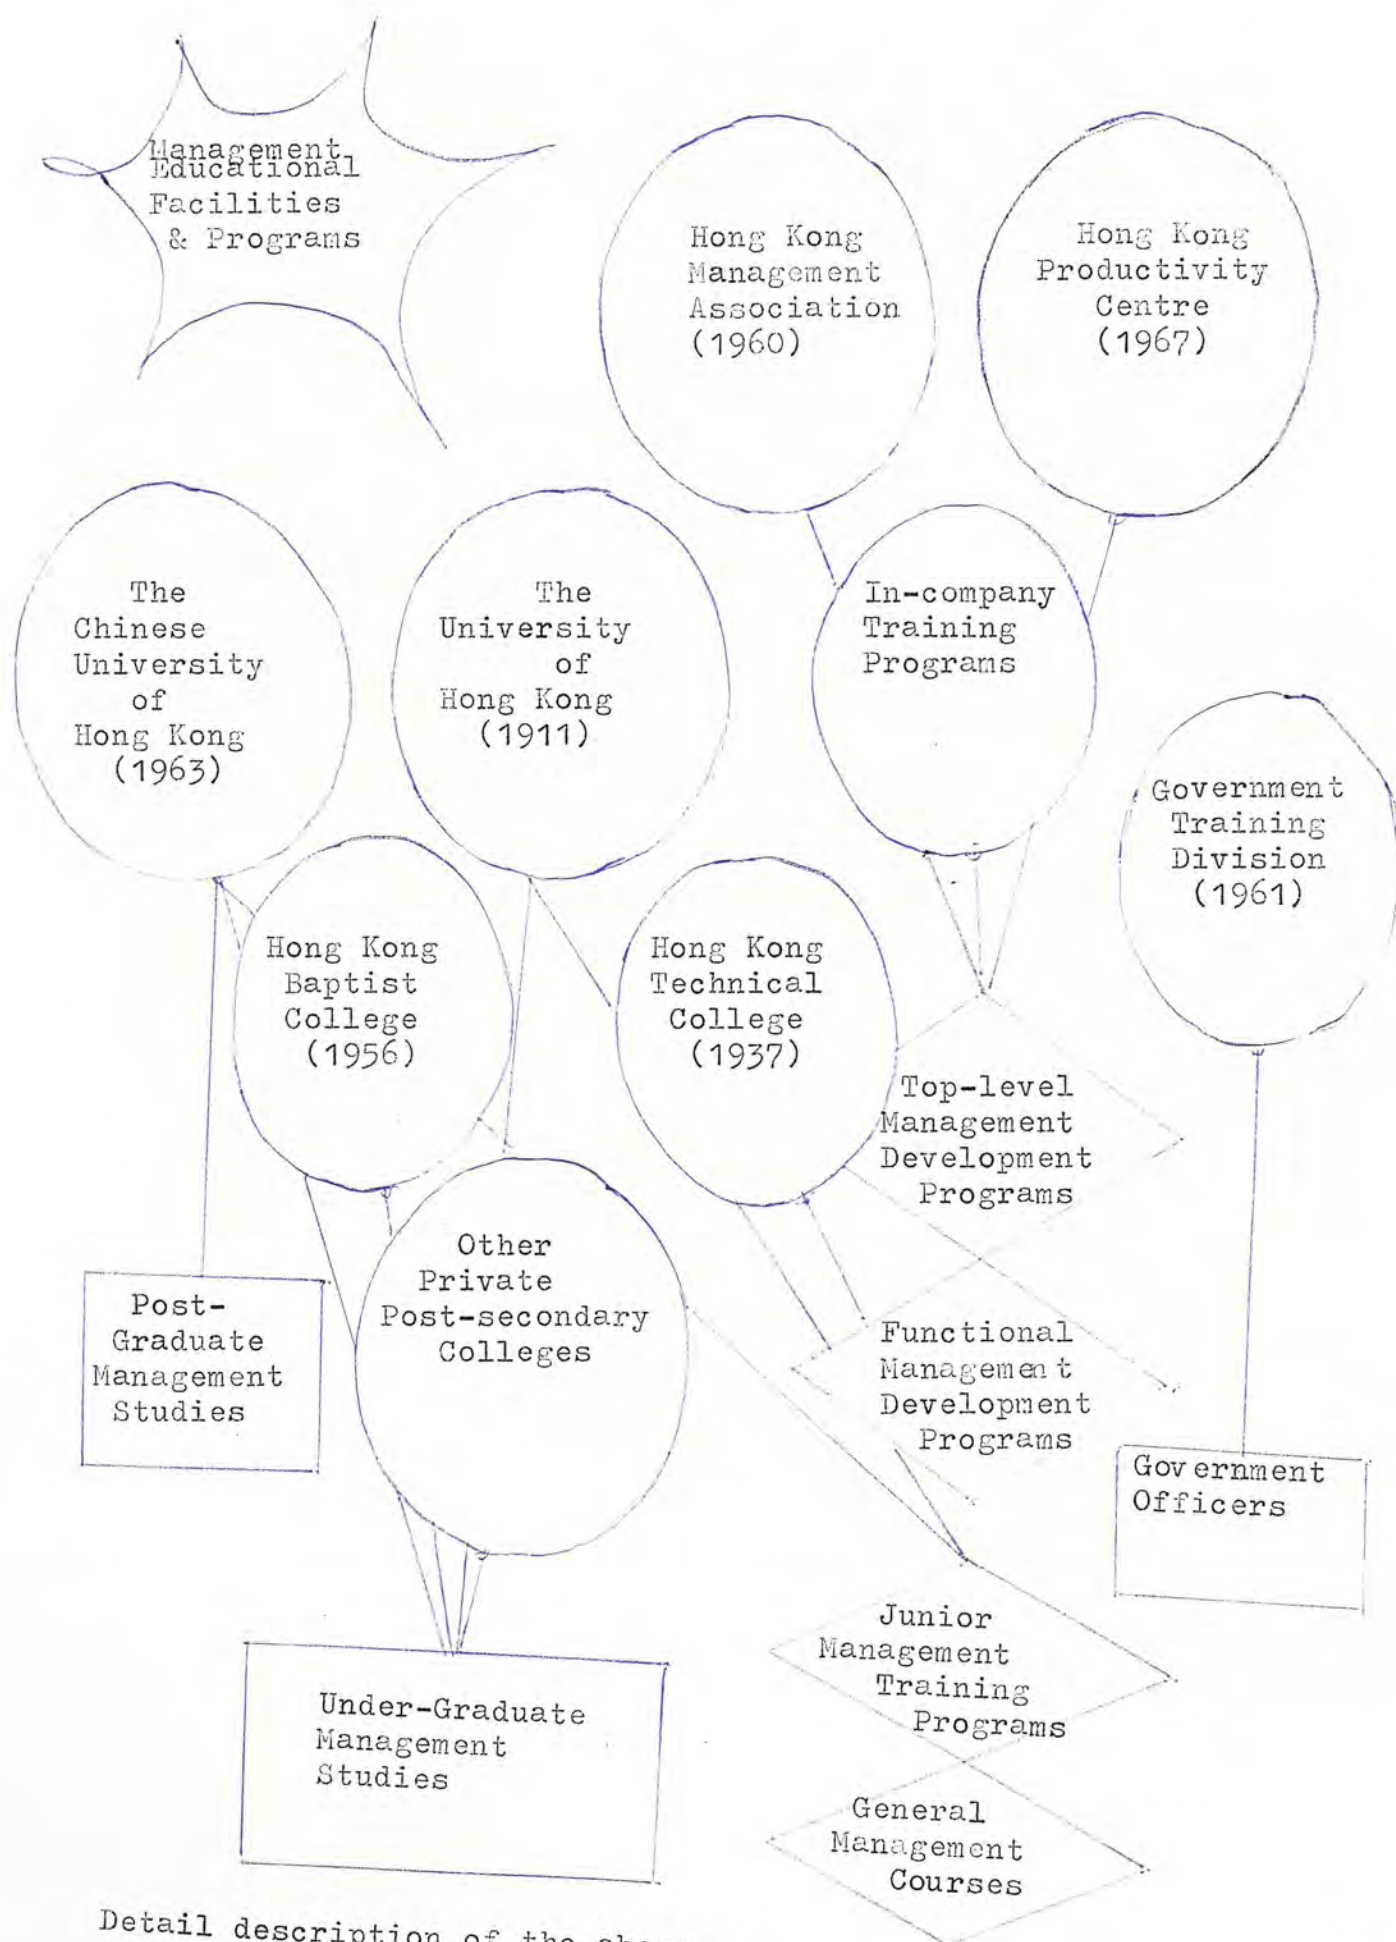 Management
Educational
Facilities
& Programs
Hong Kong
Management
Association
(1960)
Hong Kong
Productivity
Centre
(1967)
The
Chinese
University
of
Hong Kong
(1963)
The
University
of
Hong Kong
(1911)
In-company
Training
Programs
Government
Training
Division
(1961)
Hong Kong
Baptist
College
(1956)
Hong Kong
Technical
College
(1937)
Top-level
Management
Development
Programs
Other
Private
Post-secondary
Colleges
Post-
Graduate
Management
Studies
Functional
Management
Development
Programs
Government
Officers
Junior
Management
Training
Programs
Under-Graduate
Management
Studies
General
Management
Courses
Detail description of the